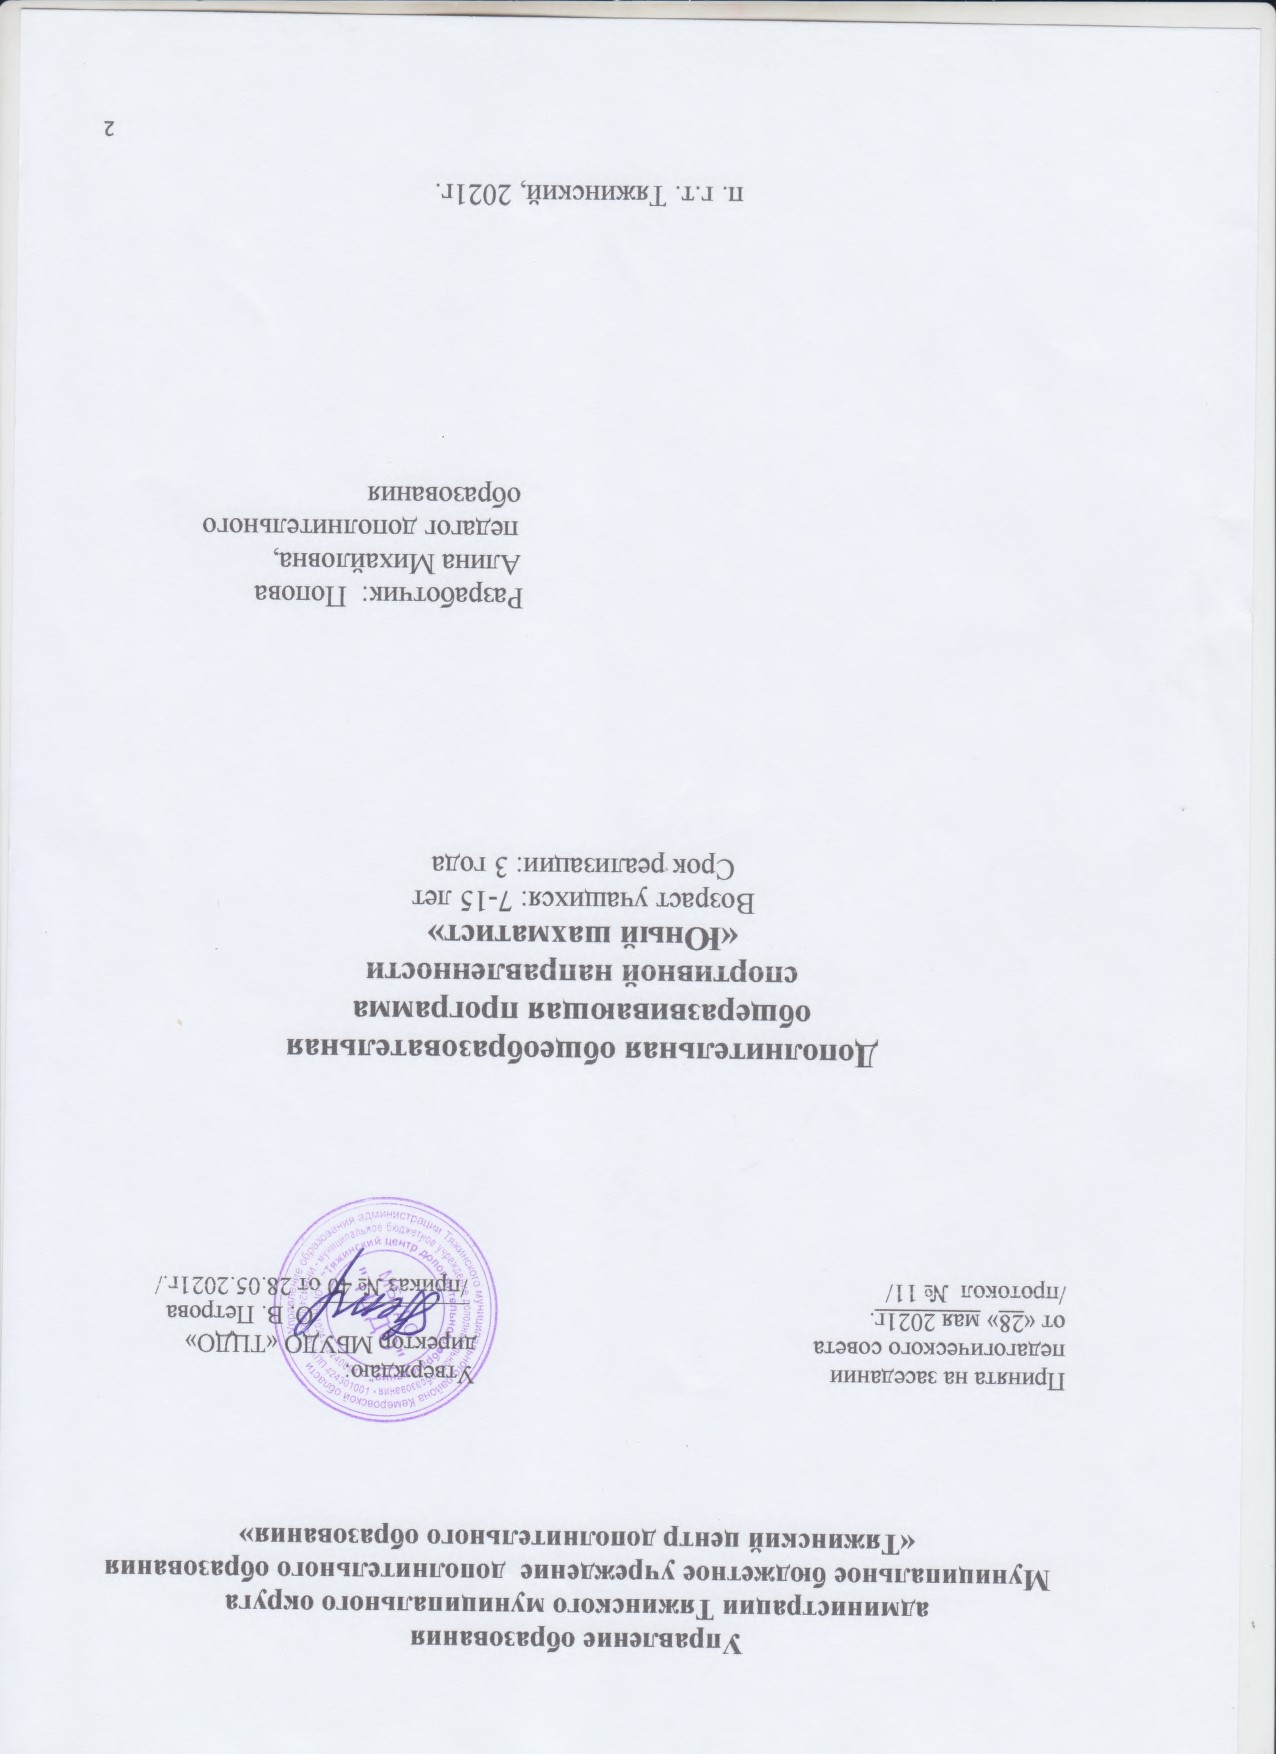 Управление образования
администрации Тяжинского муниципального округа
Муниципальное бюджетное учреждение дополнительного образования
«Тяжинский центр дополнительного образования»
Принята на заседании
педагогического совета
от «28» мая 2021г.
/протокол № 11/
Утверждаю:
директор МБУДО «ТЦДО»
О. В. Петрова
/приказ № 40 от 28.05.2021г./
Дополнительная общеобразовательная
общеразвивающая программа
спортивной направленности
«Юный шахматист»
Возраст учащихся: 7-15 лет
Срок реализации: 3 года
Разработчик: Попова
Алина Михайловна,
педагог дополнительного
образования
п. г.т. Тяжинский, 2021г.
2